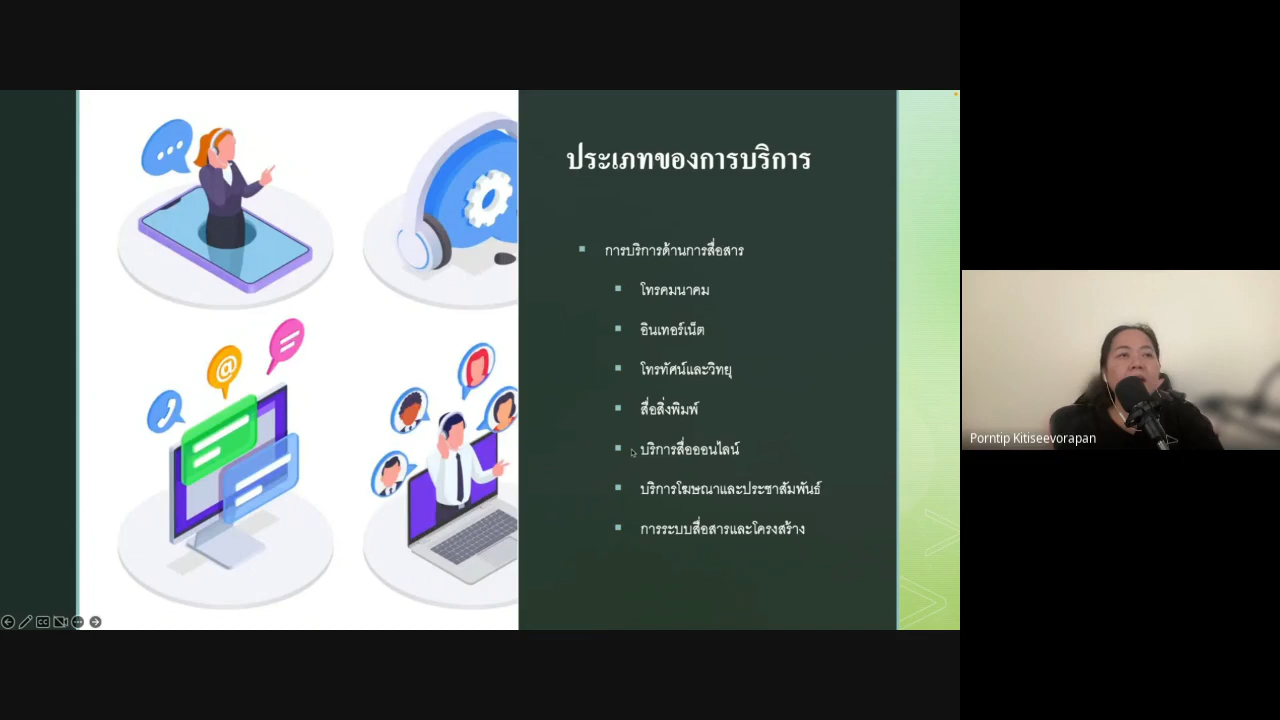 ประเภทของการบริการ
การบริการด้านการสื่อสาร
โทรคมนาคม
อินเทอร์เน็ต
โทรทัศน์และวิทยุ
สื่อสิ่งพิมพ์
บริการสื่อออนไลน์
บริการโฆษณาและประชาสัมพันธ์
การระบบสื่อสารและโครงสร้าง
Porntip Kitiseevorapan